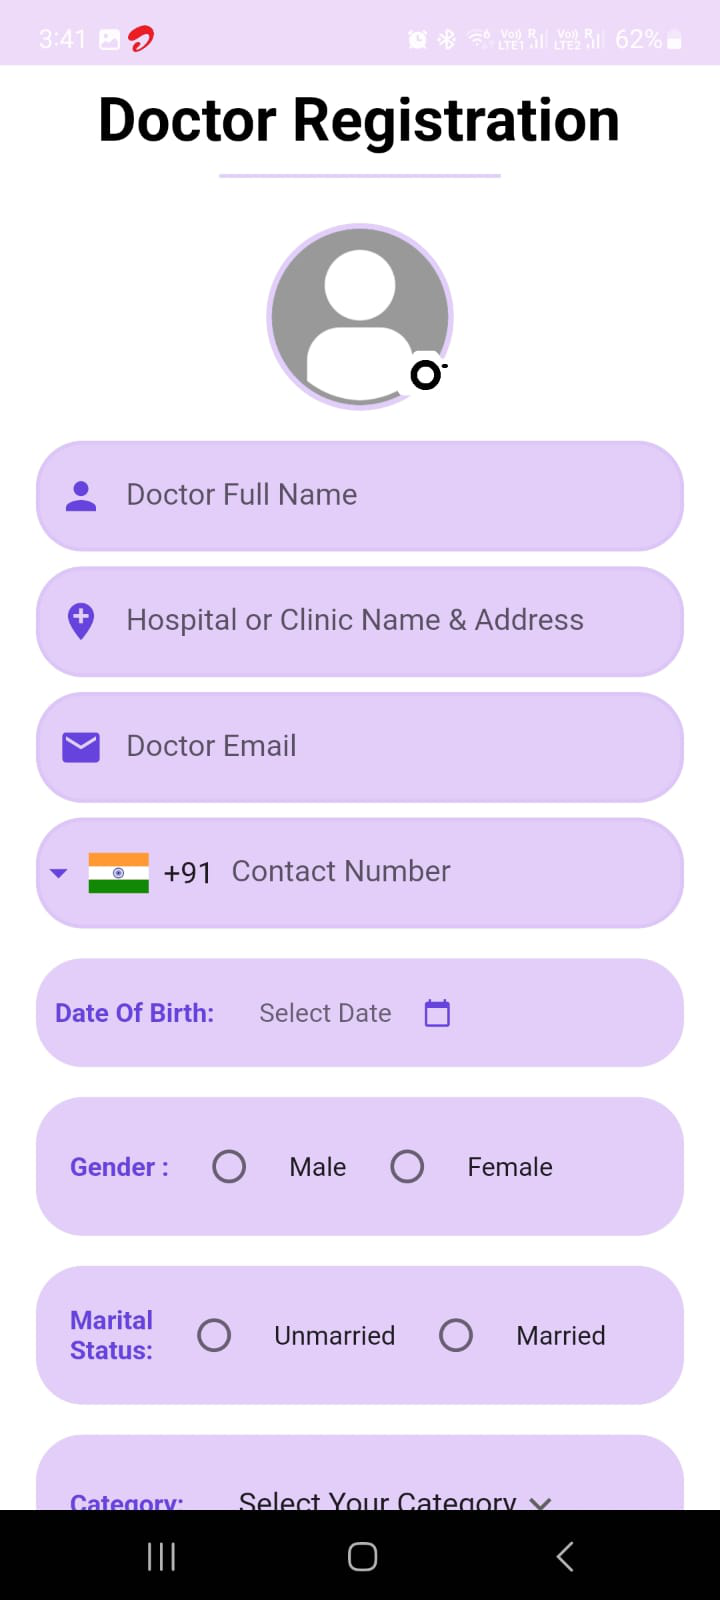 3:41 6 Vo)) R Vo)) R 62%
LTE1 LTE2
Doctor Registration
Doctor Full Name
Hospital or Clinic Name & Address
Doctor Email
+91 Contact Number
Date Of Birth: Select Date
Gender : Male Female
Marital
Status: Unmarried Married
Category: Select Your Category